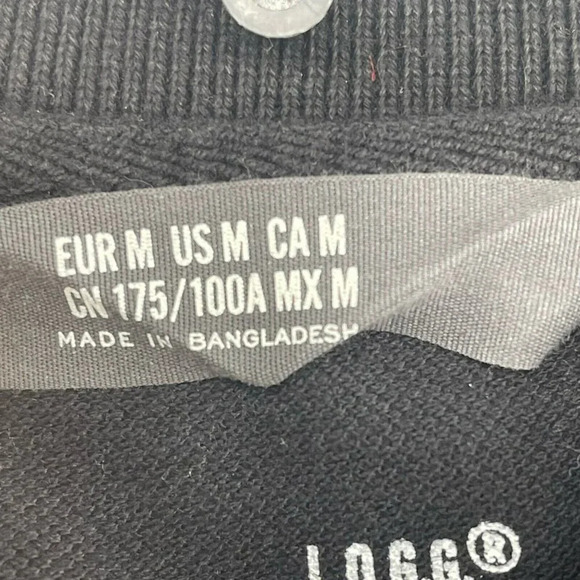 EUR M US M CA M
CN 175/100A MX M
MADE IN BANGLADESH
L.O.G.G.®